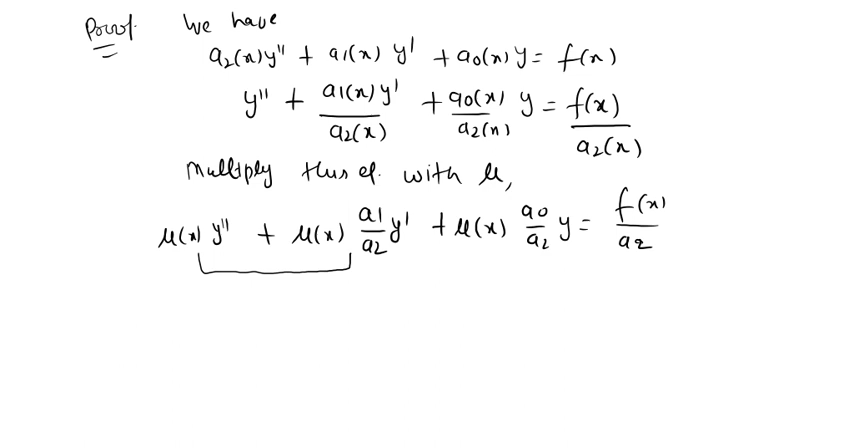 Proof. We have
a₂(x)y'' + a₁(x) y' + a₀(x) y = f(x)
y'' + a₁(x) y' / a₂(x) + a₀(x) / a₂(x) y = f(x) / a₂(x)
Multiply this eq. with μ,
μ(x) y'' + μ(x) a₁/a₂ y' + μ(x) a₀/a₂ y = f(x)/a₂